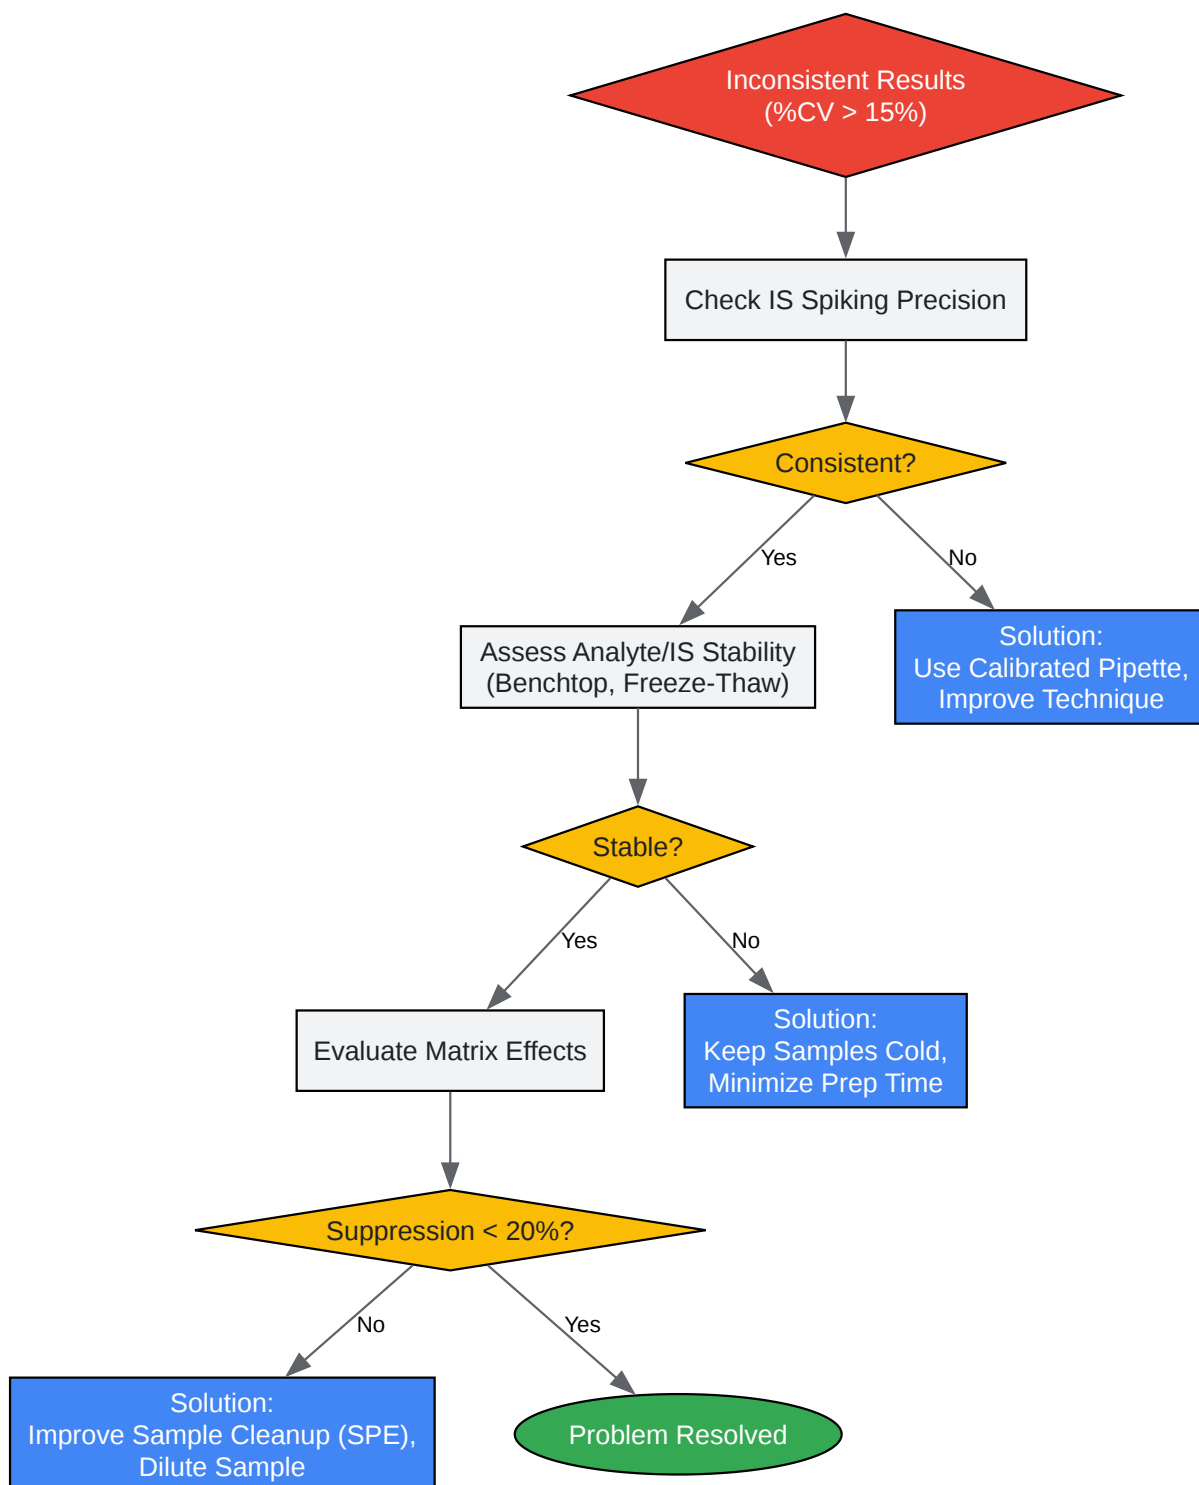 Inconsistent Results
(%CV > 15%)
Check IS Spiking Precision
Consistent?
Yes
No
Assess Analyte/IS Stability
(Benchtop, Freeze-Thaw)
Solution:
Use Calibrated Pipette,
Improve Technique
Stable?
Yes
No
Evaluate Matrix Effects
Solution:
Keep Samples Cold,
Minimize Prep Time
Suppression < 20%?
No
Yes
Solution:
Improve Sample Cleanup (SPE),
Dilute Sample
Problem Resolved